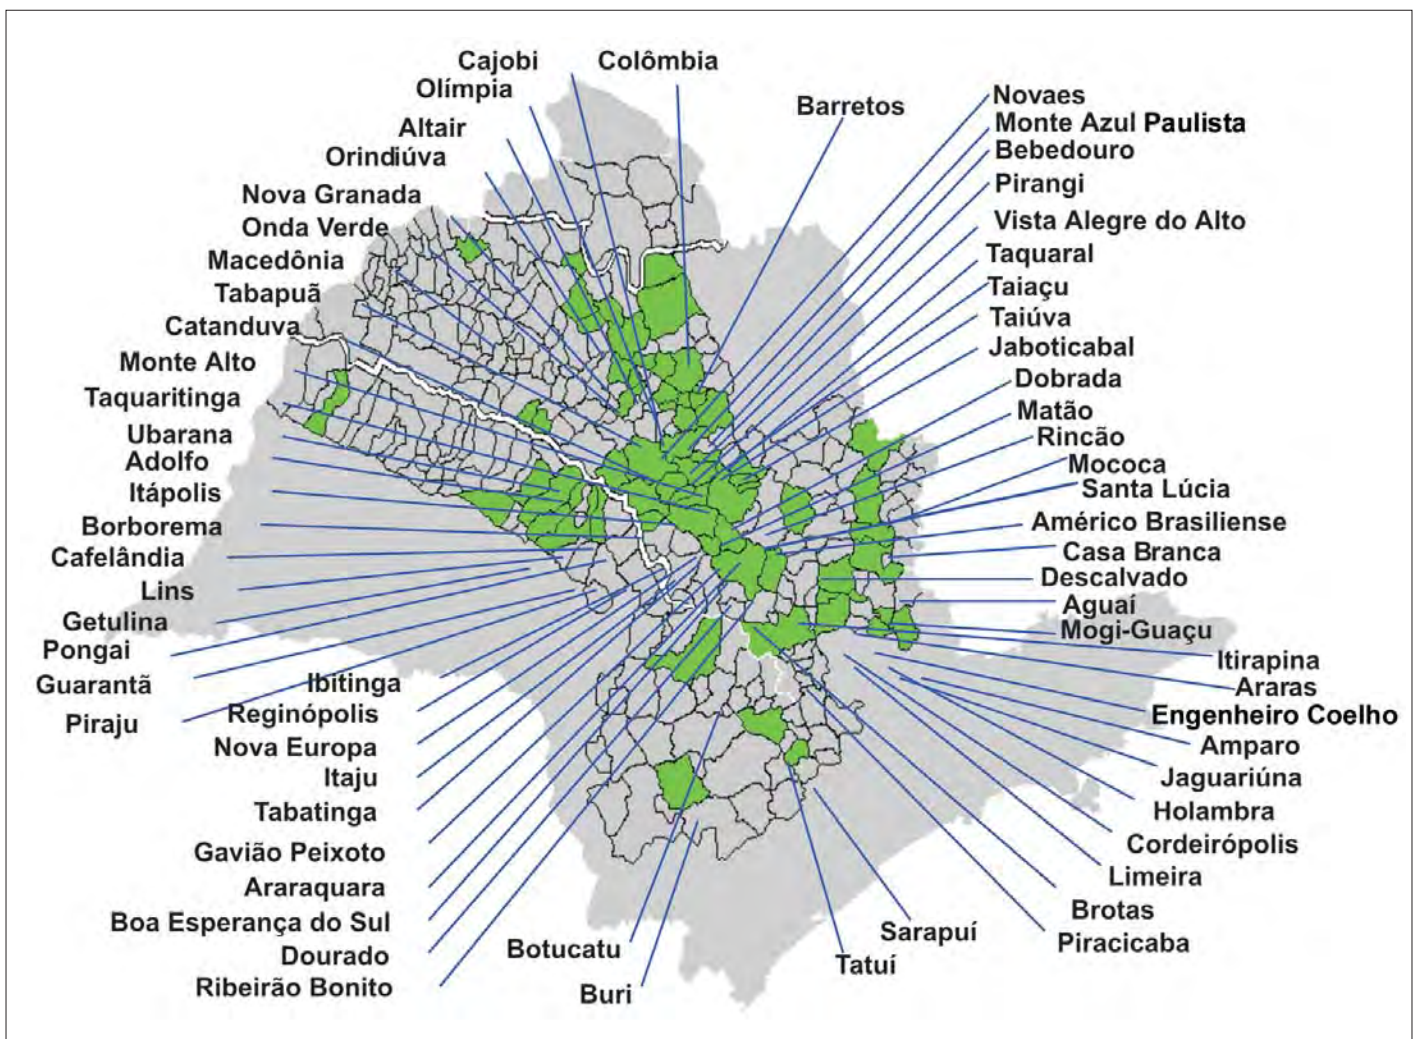 Cajobi
Olímpia
Altair
Orindiúva
Nova Granada
Onda Verde
Macedônia
Tabapuã
Catanduva
Monte Alto
Taquaritinga
Ubarana
Adolfo
Itápolis
Borborema
Cafelândia
Lins
Getulina
Pongai
Guarantã
Piraju
Ibitinga
Reginópolis
Nova Europa
Itaju
Tabatinga
Gavião Peixoto
Araraquara
Boa Esperança do Sul
Dourado
Ribeirão Bonito
Botucatu
Buri
Colômbia
Barretos
Novaes
Monte Azul Paulista
Bebedouro
Pirangi
Vista Alegre do Alto
Taquaral
Taiaçu
Taiúva
Jaboticabal
Dobrada
Matão
Rincão
Mococa
Santa Lúcia
Américo Brasiliense
Casa Branca
Descalvado
Aguaí
Mogi-Guaçu
Itirapina
Araras
Engenheiro Coelho
Amparo
Jaguariúna
Holambra
Cordeirópolis
Limeira
Brotas
Piracicaba
Sarapuí
Tatuí